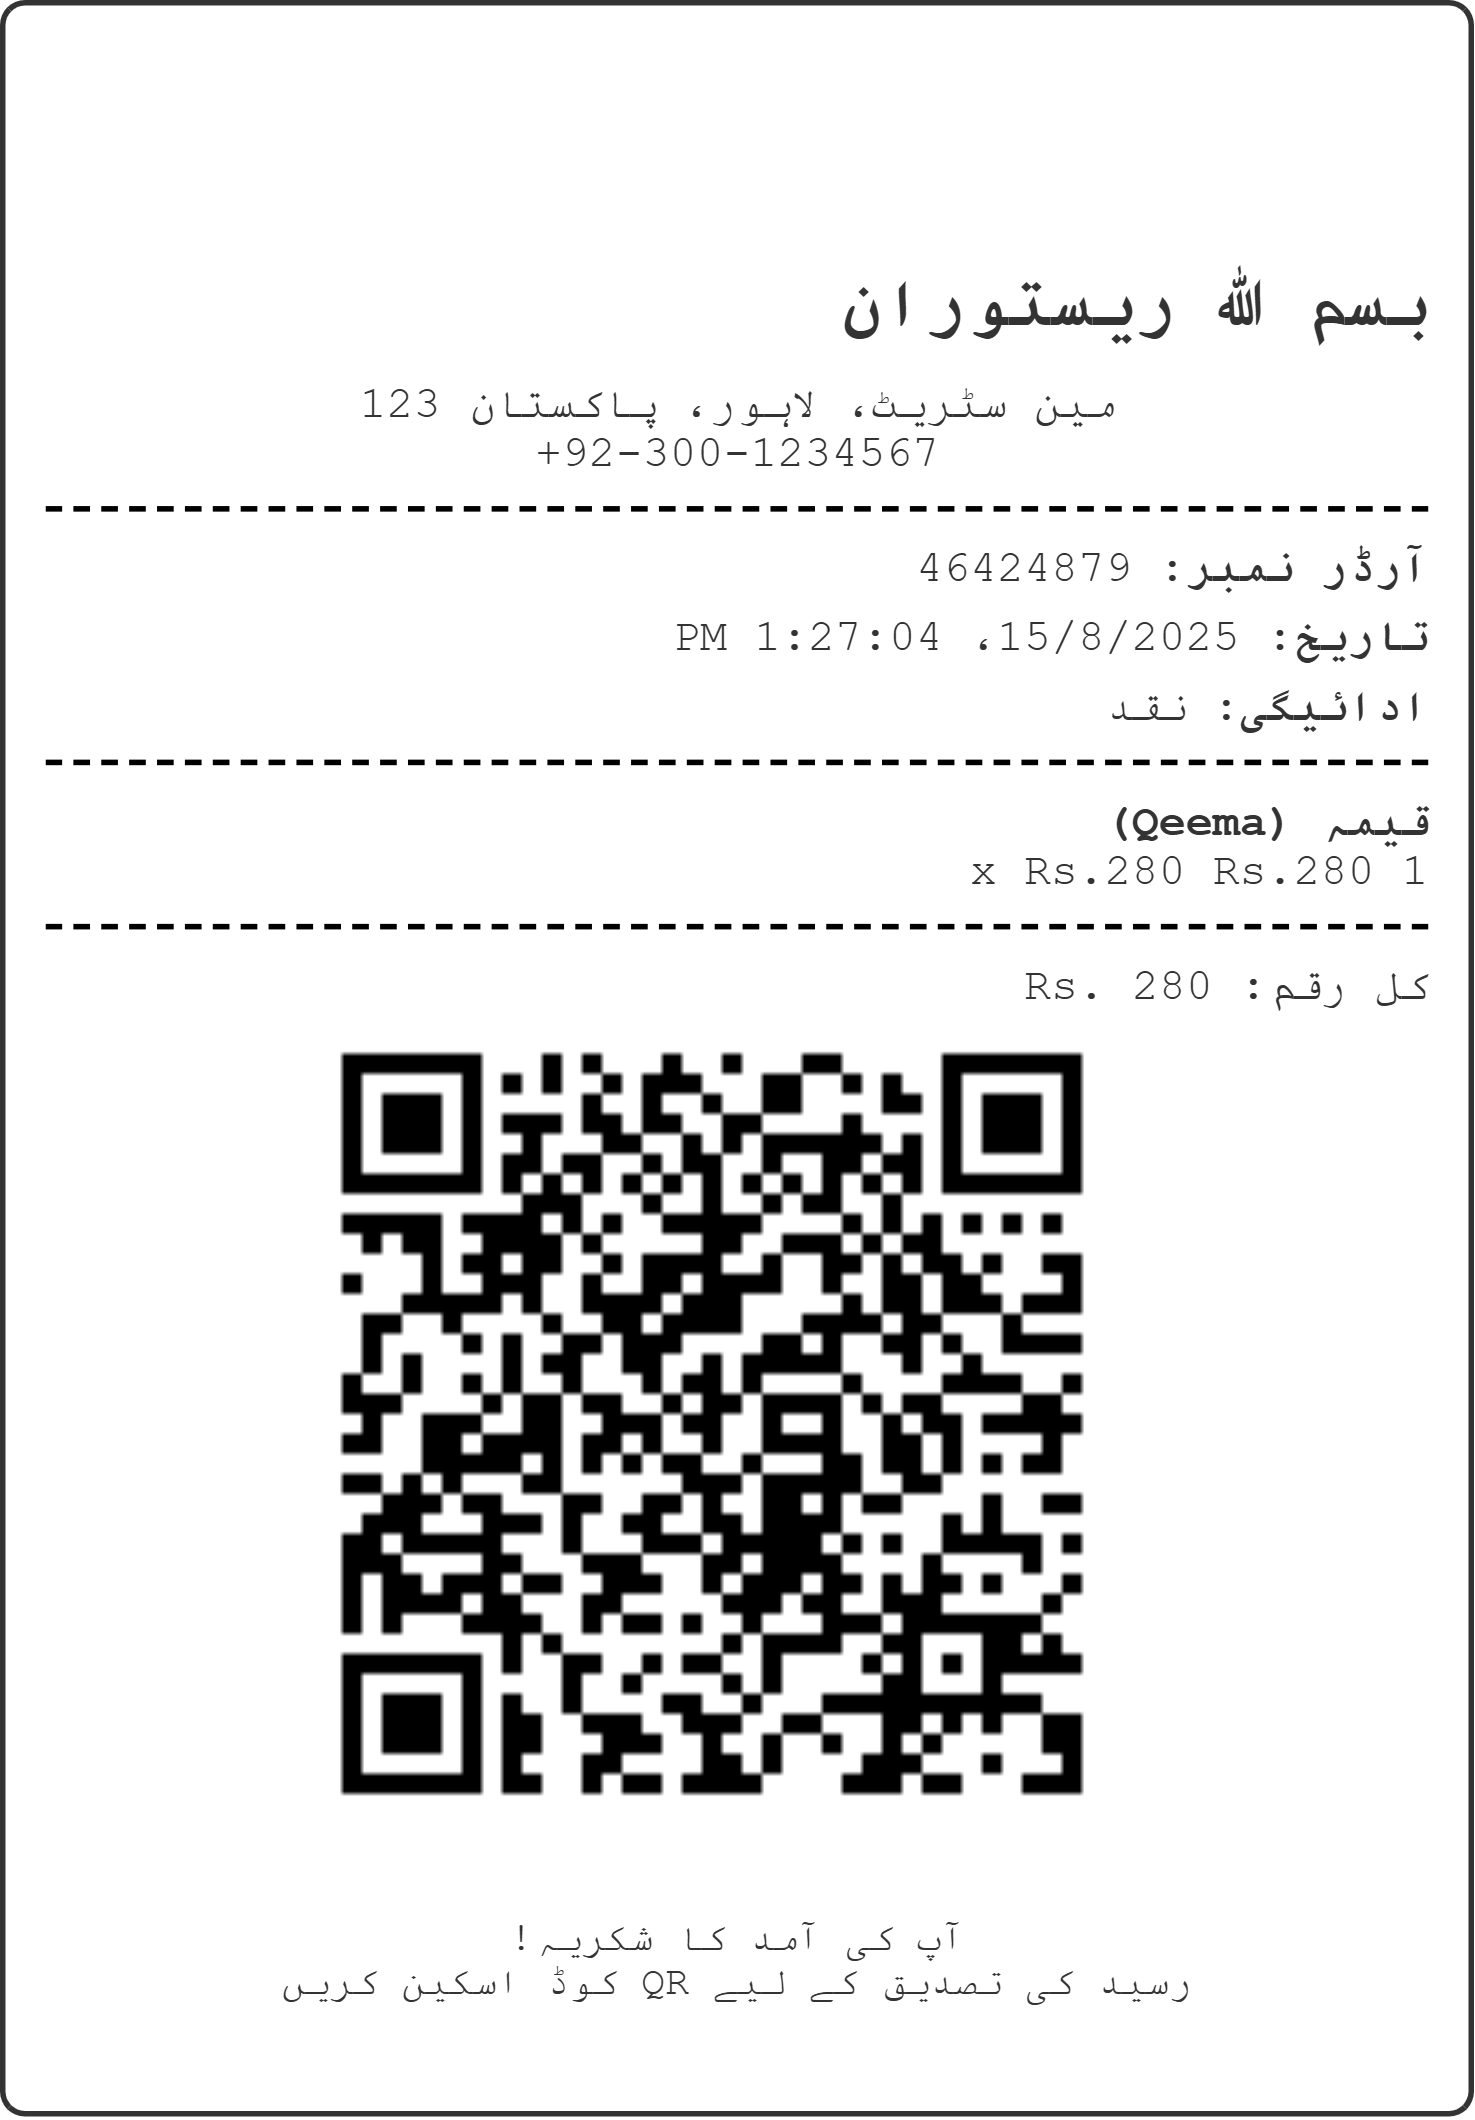 بسم اللہ ریستوران
123 مین سٹریٹ، لاہور، پاکستان
+92-300-1234567
آرڈر نمبر: 46424879
تاریخ: 15/8/2025، 1:27:04 PM
ادائیگی: نقد
قیمہ (Qeema)
1 x Rs.280 Rs.280
کل رقم: Rs. 280
آپ کی آمد کا شکریہ!
رسید کی تصدیق کے لیے QR کوڈ اسکین کریں